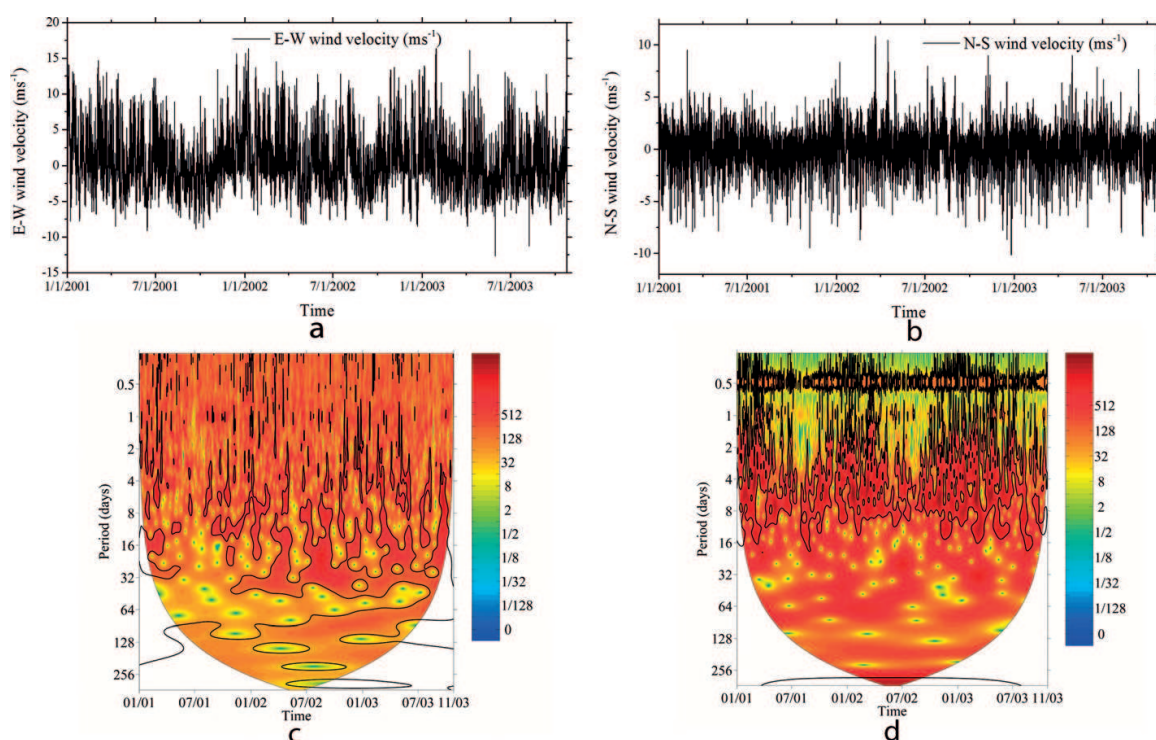 20
15
10
5
0
-5
-10
-15
E-W wind velocity (ms⁻¹)
E-W wind velocity (ms⁻¹)
1/1/2001 7/1/2001 1/1/2002 7/1/2002 1/1/2003 7/1/2003
Time
a
10
5
0
-5
-10
N-S wind velocity (ms⁻¹)
N-S wind velocity (ms⁻¹)
1/1/2001 7/1/2001 1/1/2002 7/1/2002 1/1/2003 7/1/2003
Time
b
0.5
1
2
4
8
16
32
64
128
256
Period (days)
01/01 07/01 01/02 07/02 01/03 07/03 11/03
Time
c
512
128
32
8
2
1/2
1/8
1/32
1/128
0
0.5
1
2
4
8
16
32
64
128
256
Period (days)
01/01 07/01 01/02 07/02 01/03 07/03 11/03
Time
d
512
128
32
8
2
1/2
1/8
1/32
1/128
0